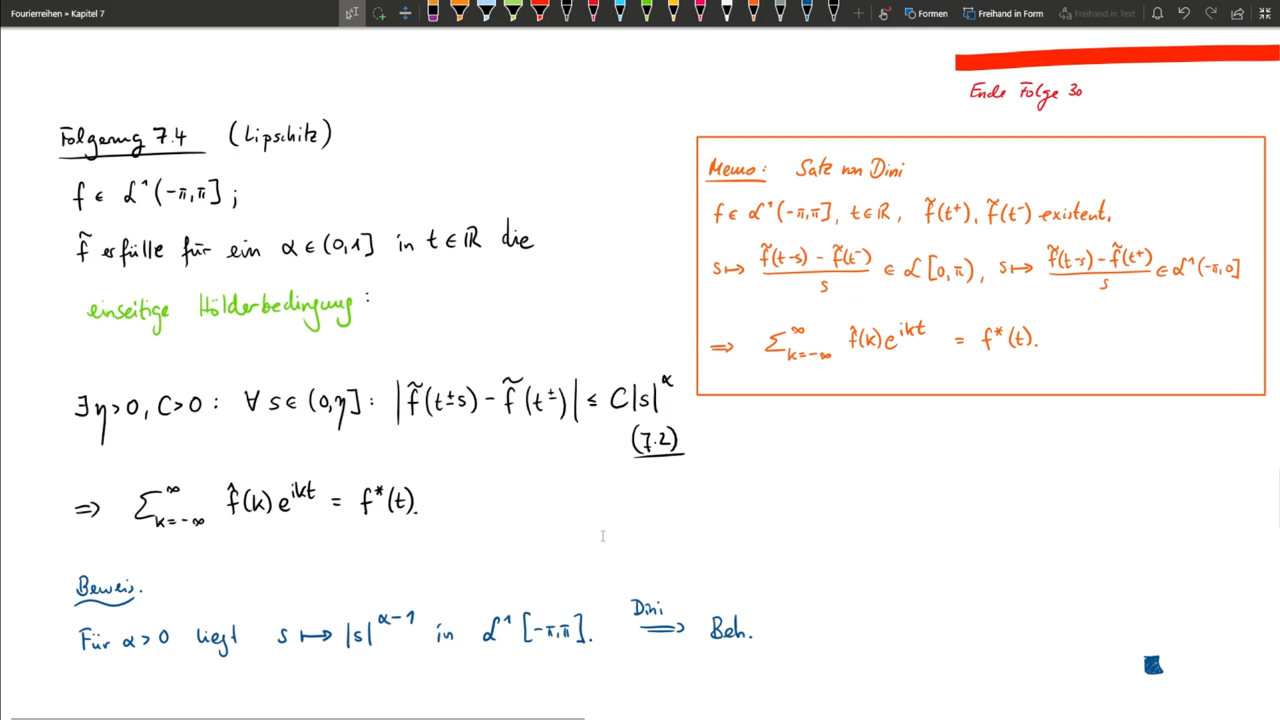 Fourierreihen » Kapitel 7
Formen
Freihand in Form
Freihand in Text
Ende Folge 30
Folgerung 7.4 (Lipschitz)
f ∈ ℒ¹(-π,π];
f̃ erfülle für ein α ∈ (0,1] in t ∈ ℝ die
einseitige Hölderbedingung:
∃η>0, C>0: ∀ s∈(0,η]: |f̃(t±s) - f̃(t±)| ≤ C|s|^α
(7.2)
⇒ Σ_{k=-∞}^{∞} f̂(k)e^{ikt} = f*(t).
Memo: Satz von Dini
f ∈ ℒ¹(-π,π], t∈ℝ, f̃(t⁺), f̃(t⁻) existent,
s ↦ (f̃(t-s) - f̃(t⁻))/s ∈ ℒ[0,π), s ↦ (f̃(t-s) - f̃(t⁺))/s ∈ ℒ¹(-π,0]
⇒ Σ_{k=-∞}^{∞} f̂(k)e^{ikt} = f*(t).
Beweis.
Für α>0 liegt s ↦ |s|^{α-1} in ℒ¹[-π,π]. Dini ⇒ Beh.